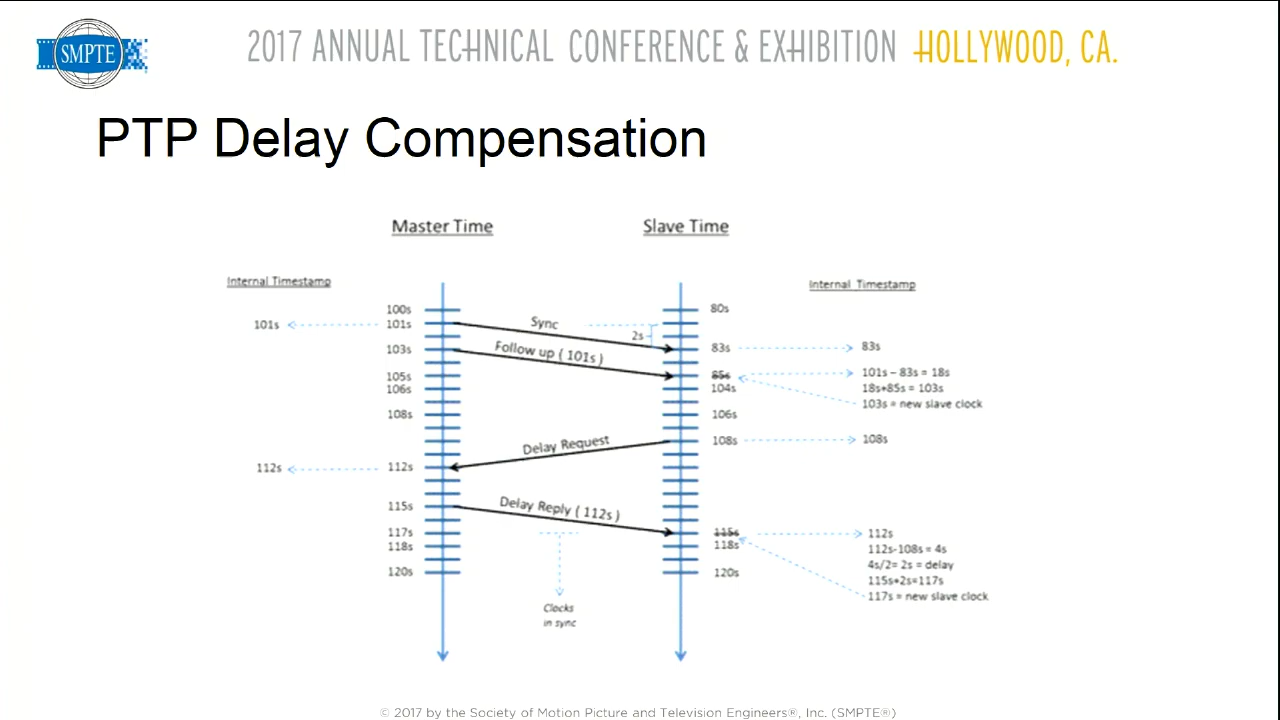 SMPTE
2017 ANNUAL TECHNICAL CONFERENCE & EXHIBITION HOLLYWOOD, CA.
PTP Delay Compensation
Master Time
Slave Time
Internal Timestamp
Internal Timestamp
100s
80s
101s
101s
Sync
2s
103s
Follow up ( 101s )
83s
83s
105s
85s
101s – 83s = 18s
106s
104s
18s+85s = 103s
103s = new slave clock
108s
106s
Delay Request
108s
108s
112s
112s
115s
Delay Reply ( 112s )
117s
115s
112s
118s
118s
112s-108s = 4s
4s/2= 2s = delay
120s
120s
115s+2s=117s
117s = new slave clock
Clocks
in sync
© 2017 by the Society of Motion Picture and Television Engineers®, Inc. (SMPTE®)